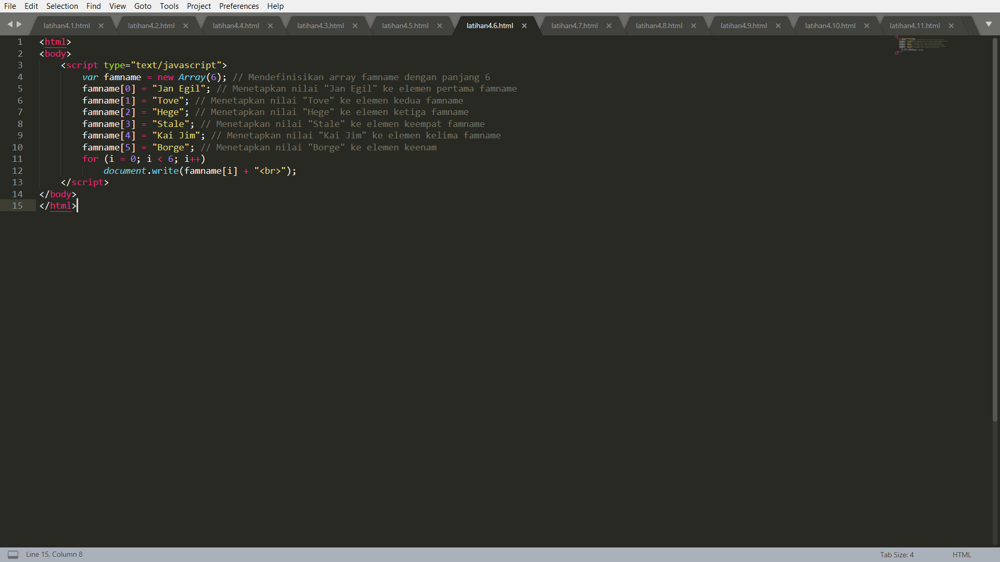 File Edit Selection Find View Goto Tools Project Preferences Help
latihan4.1.html × latihan4.2.html × latihan4.4.html × latihan4.3.html × latihan4.5.html × latihan4.6.html × latihan4.7.html × latihan4.8.html × latihan4.9.html × latihan4.10.html × latihan4.11.html ×
1 <html>
2 <body>
3     <script type="text/javascript">
4         var famname = new Array(6); // Mendefinisikan array famname dengan panjang 6
5         famname[0] = "Jan Egil"; // Menetapkan nilai "Jan Egil" ke elemen pertama famname
6         famname[1] = "Tove"; // Menetapkan nilai "Tove" ke elemen kedua famname
7         famname[2] = "Hege"; // Menetapkan nilai "Hege" ke elemen ketiga famname
8         famname[3] = "Stale"; // Menetapkan nilai "Stale" ke elemen keempat famname
9         famname[4] = "Kai Jim"; // Menetapkan nilai "Kai Jim" ke elemen kelima famname
10         famname[5] = "Borge"; // Menetapkan nilai "Borge" ke elemen keenam
11         for (i = 0; i < 6; i++)
12             document.write(famname[i] + "<br>");
13     </script>
14 </body>
15 </html>
Line 15, Column 8 Tab Size: 4 HTML